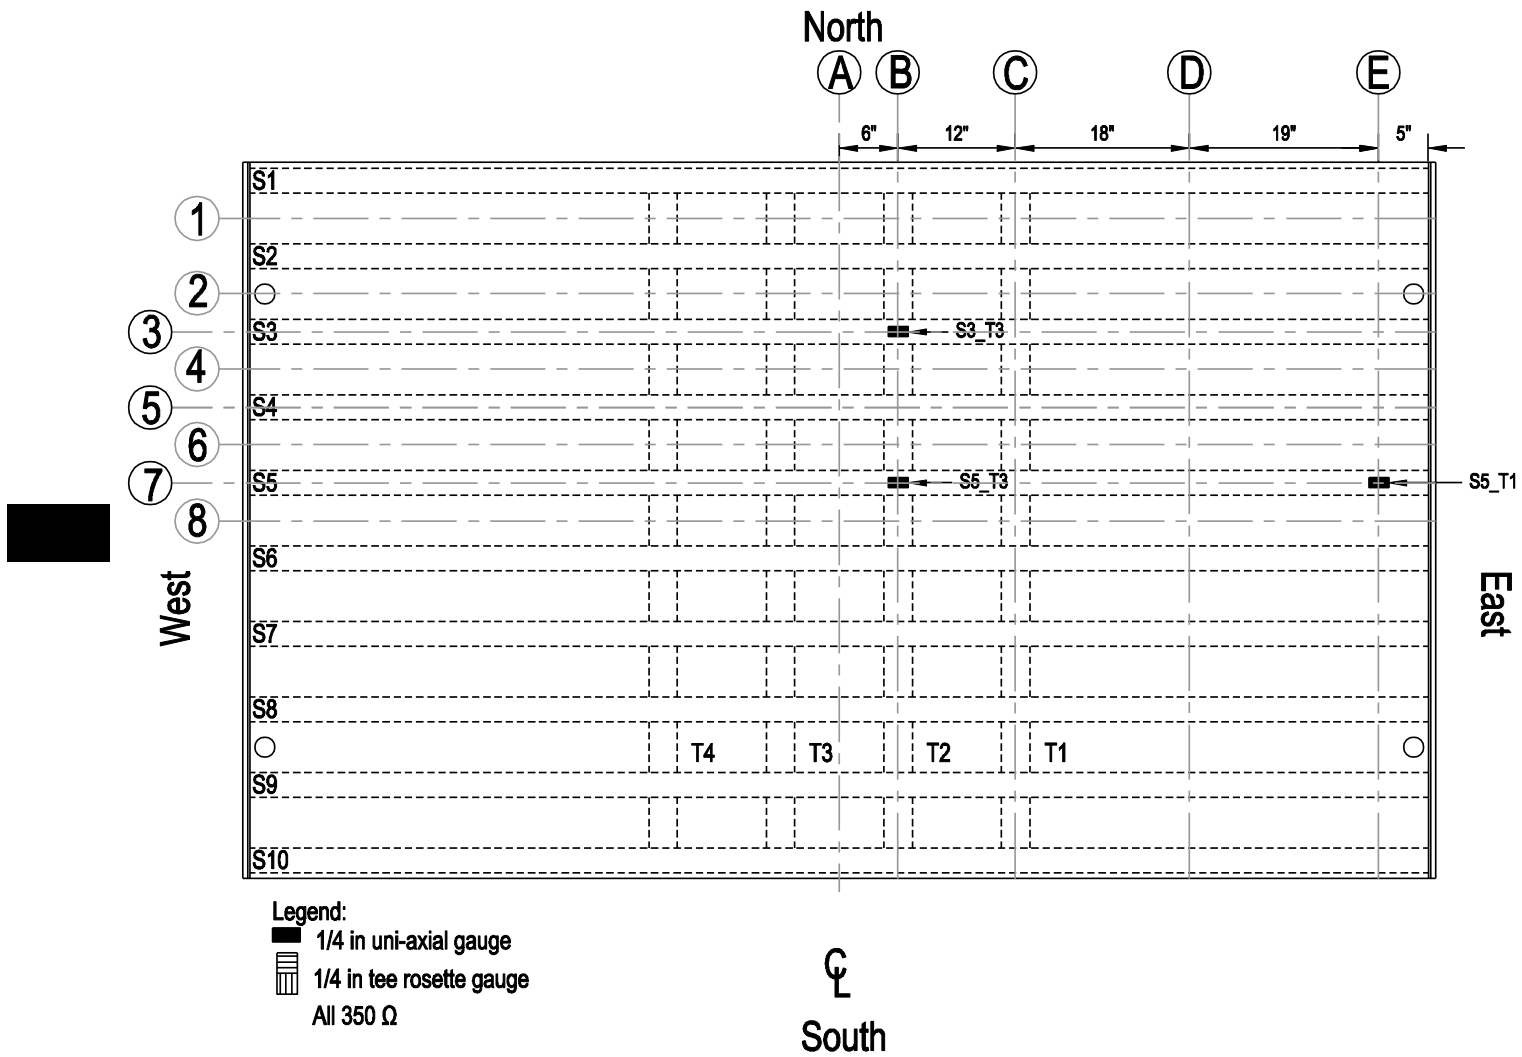 North
A B C D E
6" 12" 18" 19" 5"
S1
1
S2
2
3 S3 S3_T3
4
5 S4
6
7 S5 S5_T3 S5_T1
8
S6
West East
S7
S8
T4 T3 T2 T1
S9
S10
Legend:
1/4 in uni-axial gauge
1/4 in tee rosette gauge
All 350 Ω
CL
South